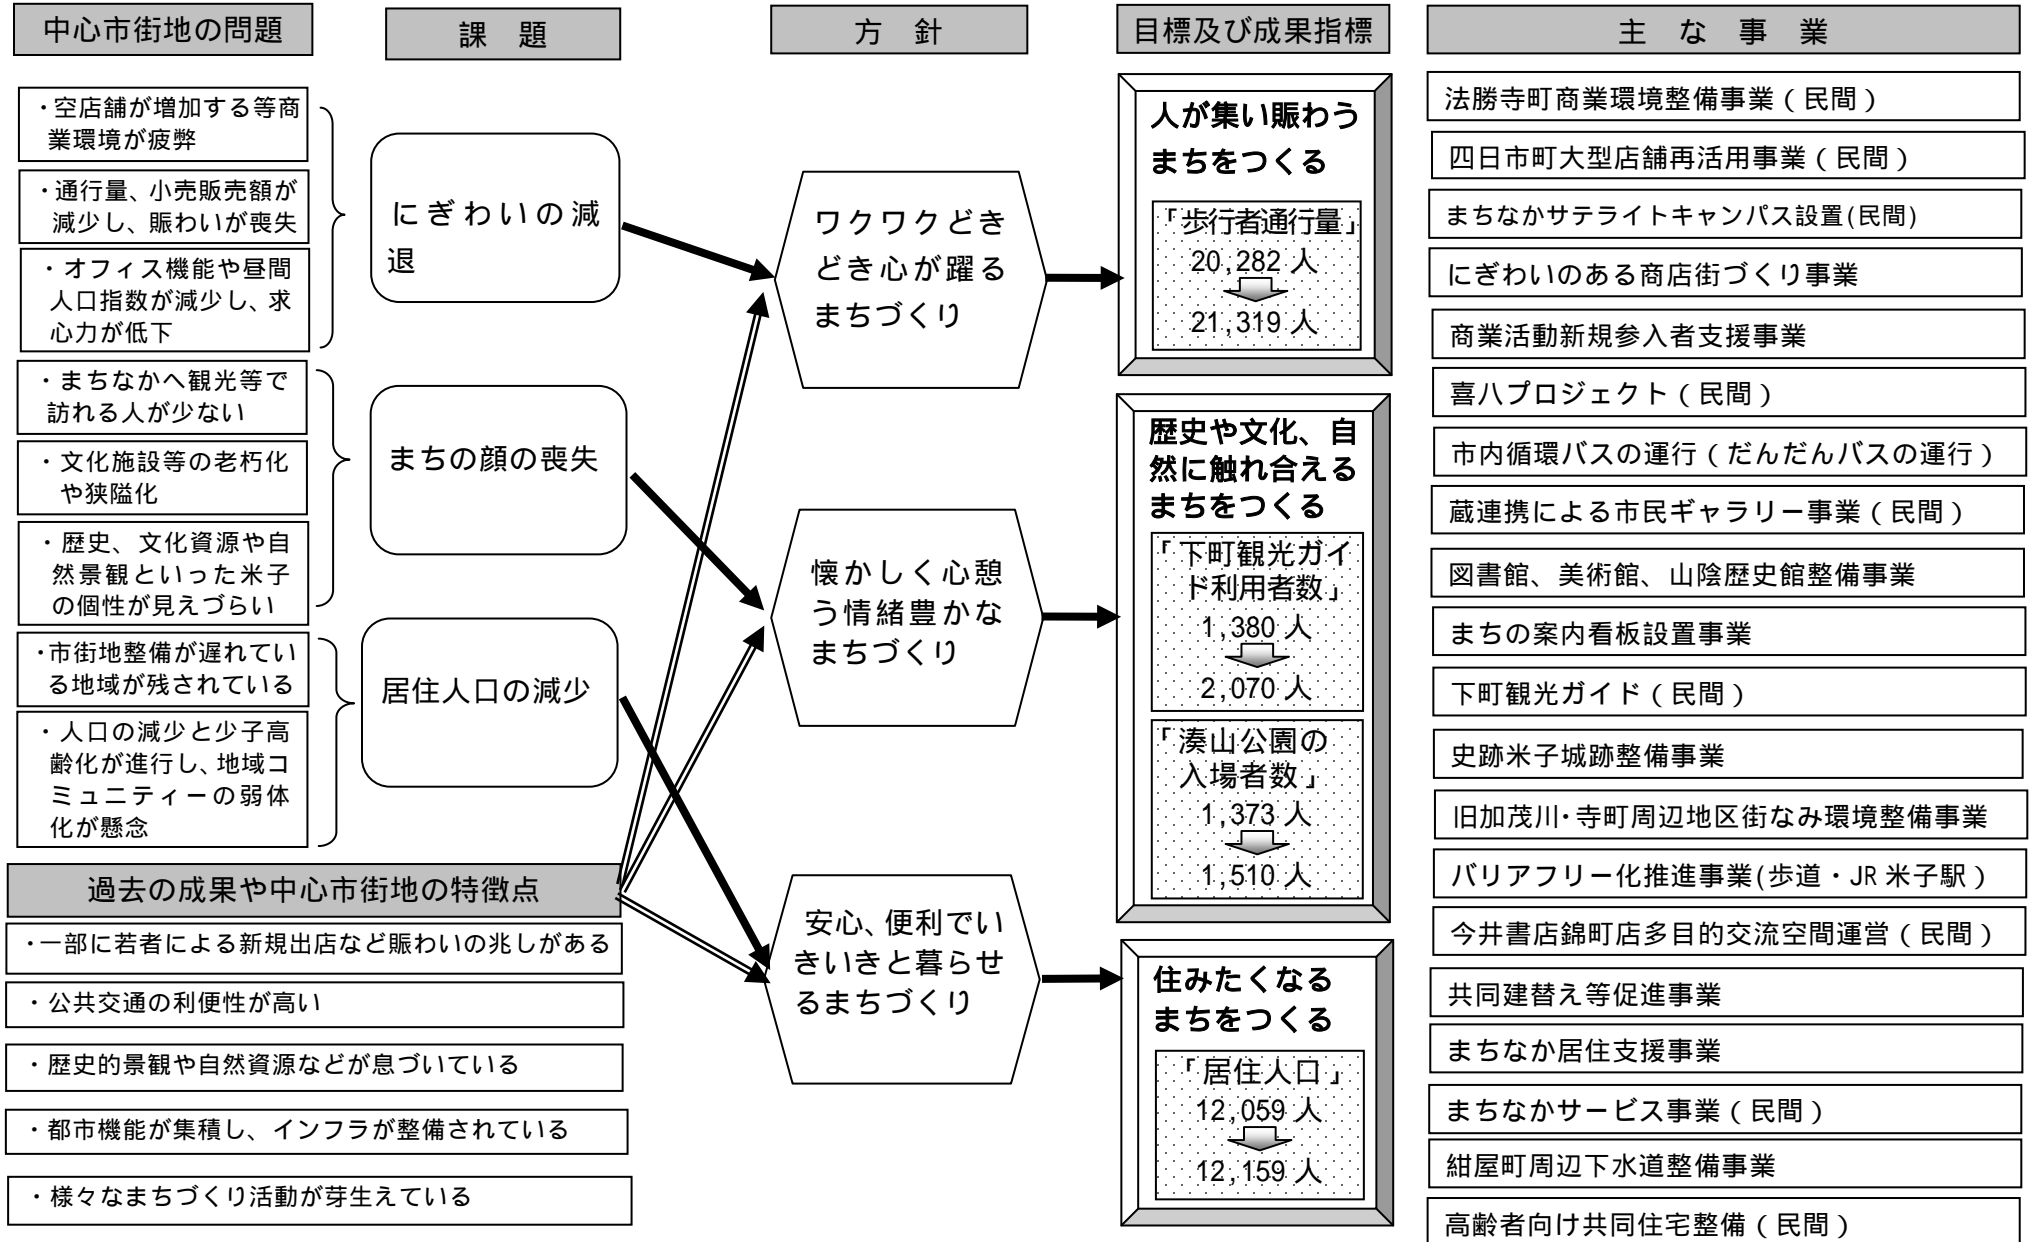 中心市街地の問題
・空店舗が増加する等商
業環境が疲弊
・通行量、小売販売額が
減少し、賑わいが喪失
・オフィス機能や昼間
人口指数が減少し、求
心力が低下
・まちなかへ観光等で
訪れる人が少ない
・文化施設等の老朽化
や狭隘化
・歴史、文化資源や自
然景観といった米子
の個性が見えづらい
・市街地整備が遅れてい
る地域が残されている
・人口の減少と少子高
齢化が進行し、地域コ
ミュニティーの弱体
化が懸念
過去の成果や中心市街地の特徴点
・一部に若者による新規出店など賑わいの兆しがある
・公共交通の利便性が高い
・歴史的景観や自然資源などが息づいている
・都市機能が集積し、インフラが整備されている
・様々なまちづくり活動が芽生えている
課 題
にぎわいの減
退
まちの顔の喪失
居住人口の減少
方 針
ワクワクどき
どき心が躍る
まちづくり
懐かしく心憩
う情緒豊かな
まちづくり
安心、便利でい
きいきと暮らせ
るまちづくり
目標及び成果指標
人が集い賑わう
まちをつくる
「歩行者通行量」
20,282 人
21,319 人
歴史や文化、自
然に触れ合える
まちをつくる
「下町観光ガイ
ド利用者数」
1,380 人
2,070 人
「湊山公園の
入場者数」
1,373 人
1,510 人
住みたくなる
まちをつくる
「居住人口」
12,059 人
12,159 人
主 な 事 業
法勝寺町商業環境整備事業（民間）
四日市町大型店舗再活用事業（民間）
まちなかサテライトキャンパス設置(民間)
にぎわいのある商店街づくり事業
商業活動新規参入者支援事業
喜八プロジェクト（民間）
市内循環バスの運行（だんだんバスの運行）
蔵連携による市民ギャラリー事業（民間）
図書館、美術館、山陰歴史館整備事業
まちの案内看板設置事業
下町観光ガイド（民間）
史跡米子城跡整備事業
旧加茂川・寺町周辺地区街なみ環境整備事業
バリアフリー化推進事業(歩道・JR 米子駅）
今井書店錦町店多目的交流空間運営（民間）
共同建替え等促進事業
まちなか居住支援事業
まちなかサービス事業（民間）
紺屋町周辺下水道整備事業
高齢者向け共同住宅整備（民間）